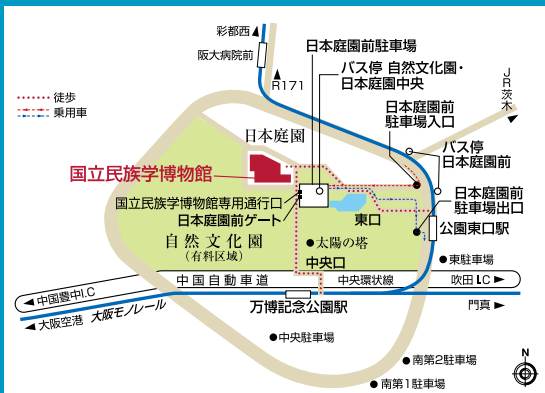 彩都西
阪大病院前
R171
日本庭園前駐車場
バス停 自然文化園・
日本庭園中央
JR茨木
徒歩
乗用車
日本庭園前
駐車場入口
日本庭園
バス停
日本庭園前
国立民族学博物館
国立民族学博物館専用通行口
日本庭園前ゲート
東口
日本庭園前
駐車場出口
公園東口駅
自然文化園
(有料区域)
太陽の塔
中央口
東駐車場
中国自動車道
中央環状線
吹田I.C
中国豊中I.C
万博記念公園駅
門真
大阪空港
大阪モノレール
中央駐車場
南第2駐車場
南第1駐車場
N